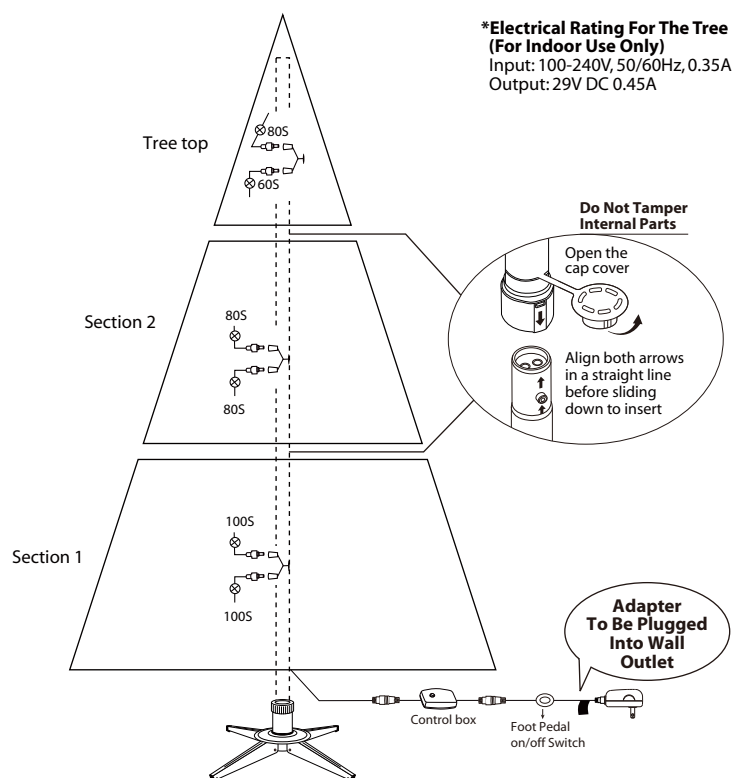 *Electrical Rating For The Tree
(For Indoor Use Only)
Input: 100-240V, 50/60Hz, 0.35A
Output: 29V DC 0.45A
Tree top
80S
60S
Do Not Tamper
Internal Parts
Open the
cap cover
Align both arrows
in a straight line
before sliding
down to insert
Section 2
80S
80S
Section 1
100S
100S
Adapter
To Be Plugged
Into Wall
Outlet
Control box
Foot Pedal
on/off Switch